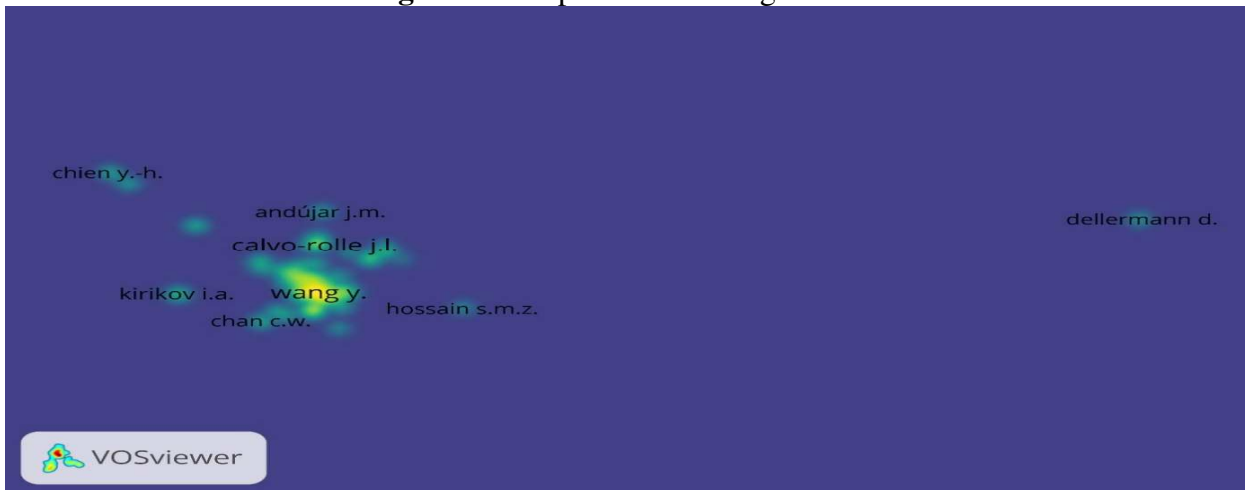 chien y.-h.
andújar j.m.
dellermann d.
calvo-rolle j.l.
kirikov i.a.
wang y.
hossain s.m.z.
chan c.w.
VOSviewer